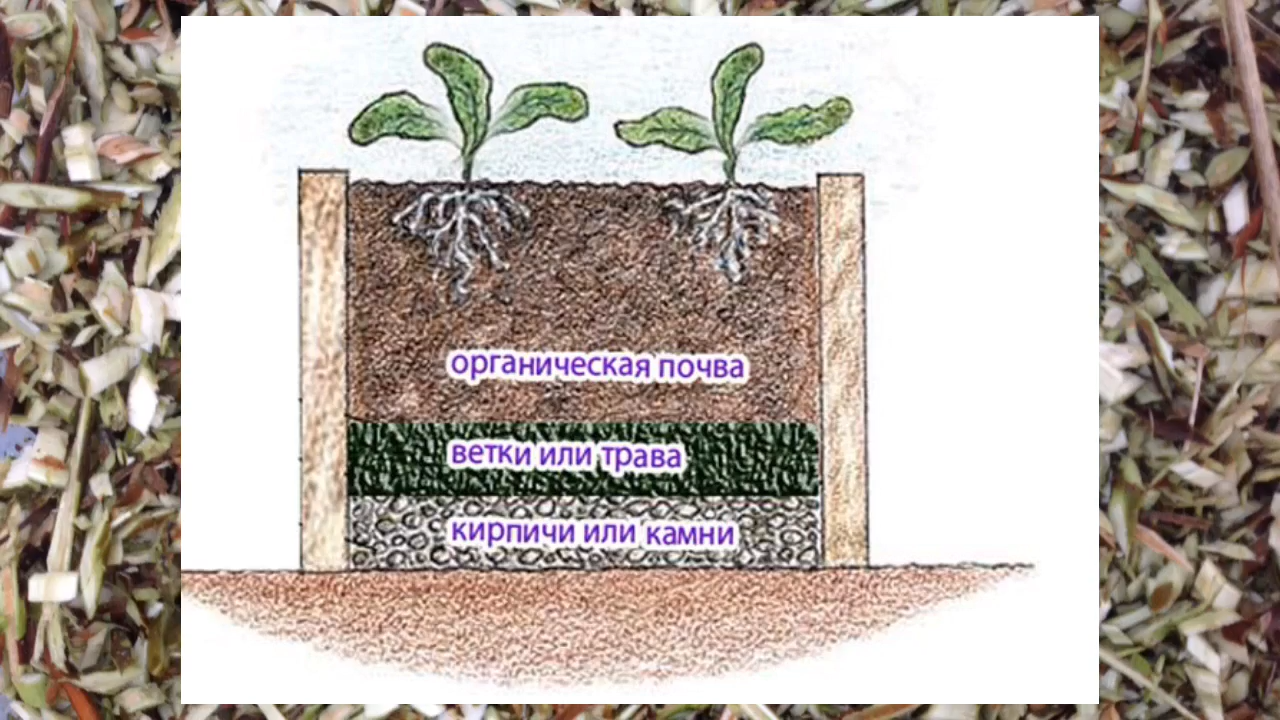 органическая почва
ветки или трава
кирпичи или камни